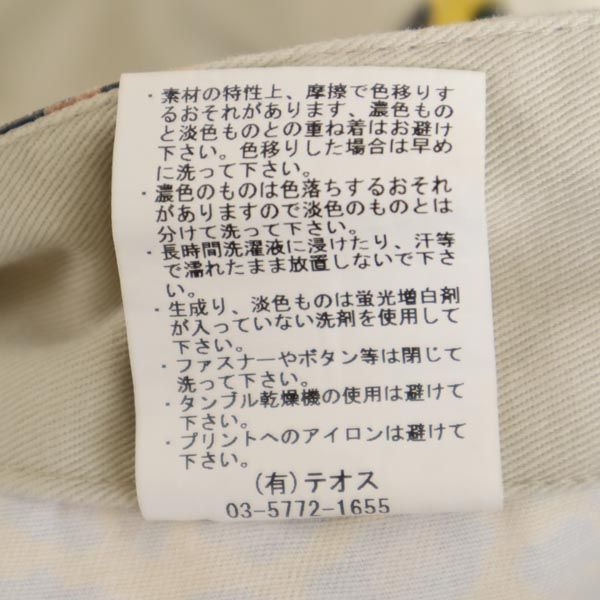 ・素材の特性上、摩擦で色移りす
るおそれがあります、濃色もの
と淡色ものとの重ね着はお避け
下さい。色移りした場合は早め
に洗って下さい。
・濃色のものは色落ちするおそれ
がありますので淡色のものとは
分けて洗って下さい。
・長時間洗濯液に浸けたり、汗等
で濡れたまま放置しないで下さ
い。
・生成り、淡色ものは蛍光増白剤
が入っていない洗剤を使用して
下さい。
・ファスナーやボタン等は閉じて
洗って下さい。
・タンブル乾燥機の使用は避けて
下さい。
・プリントへのアイロンは避けて
下さい。
(有)テオス
03-5772-1655